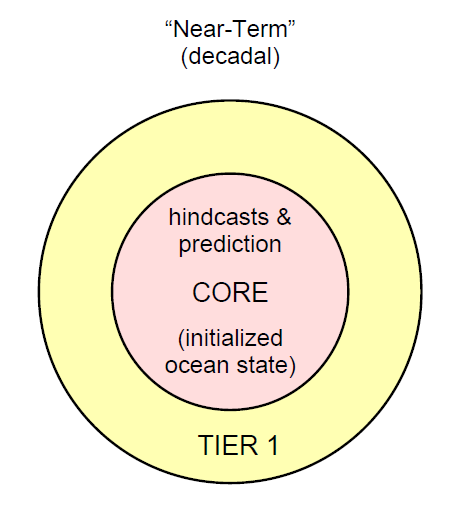 “Near-Term”
(decadal)
hindcasts &
prediction
CORE
(initialized
ocean state)
TIER 1